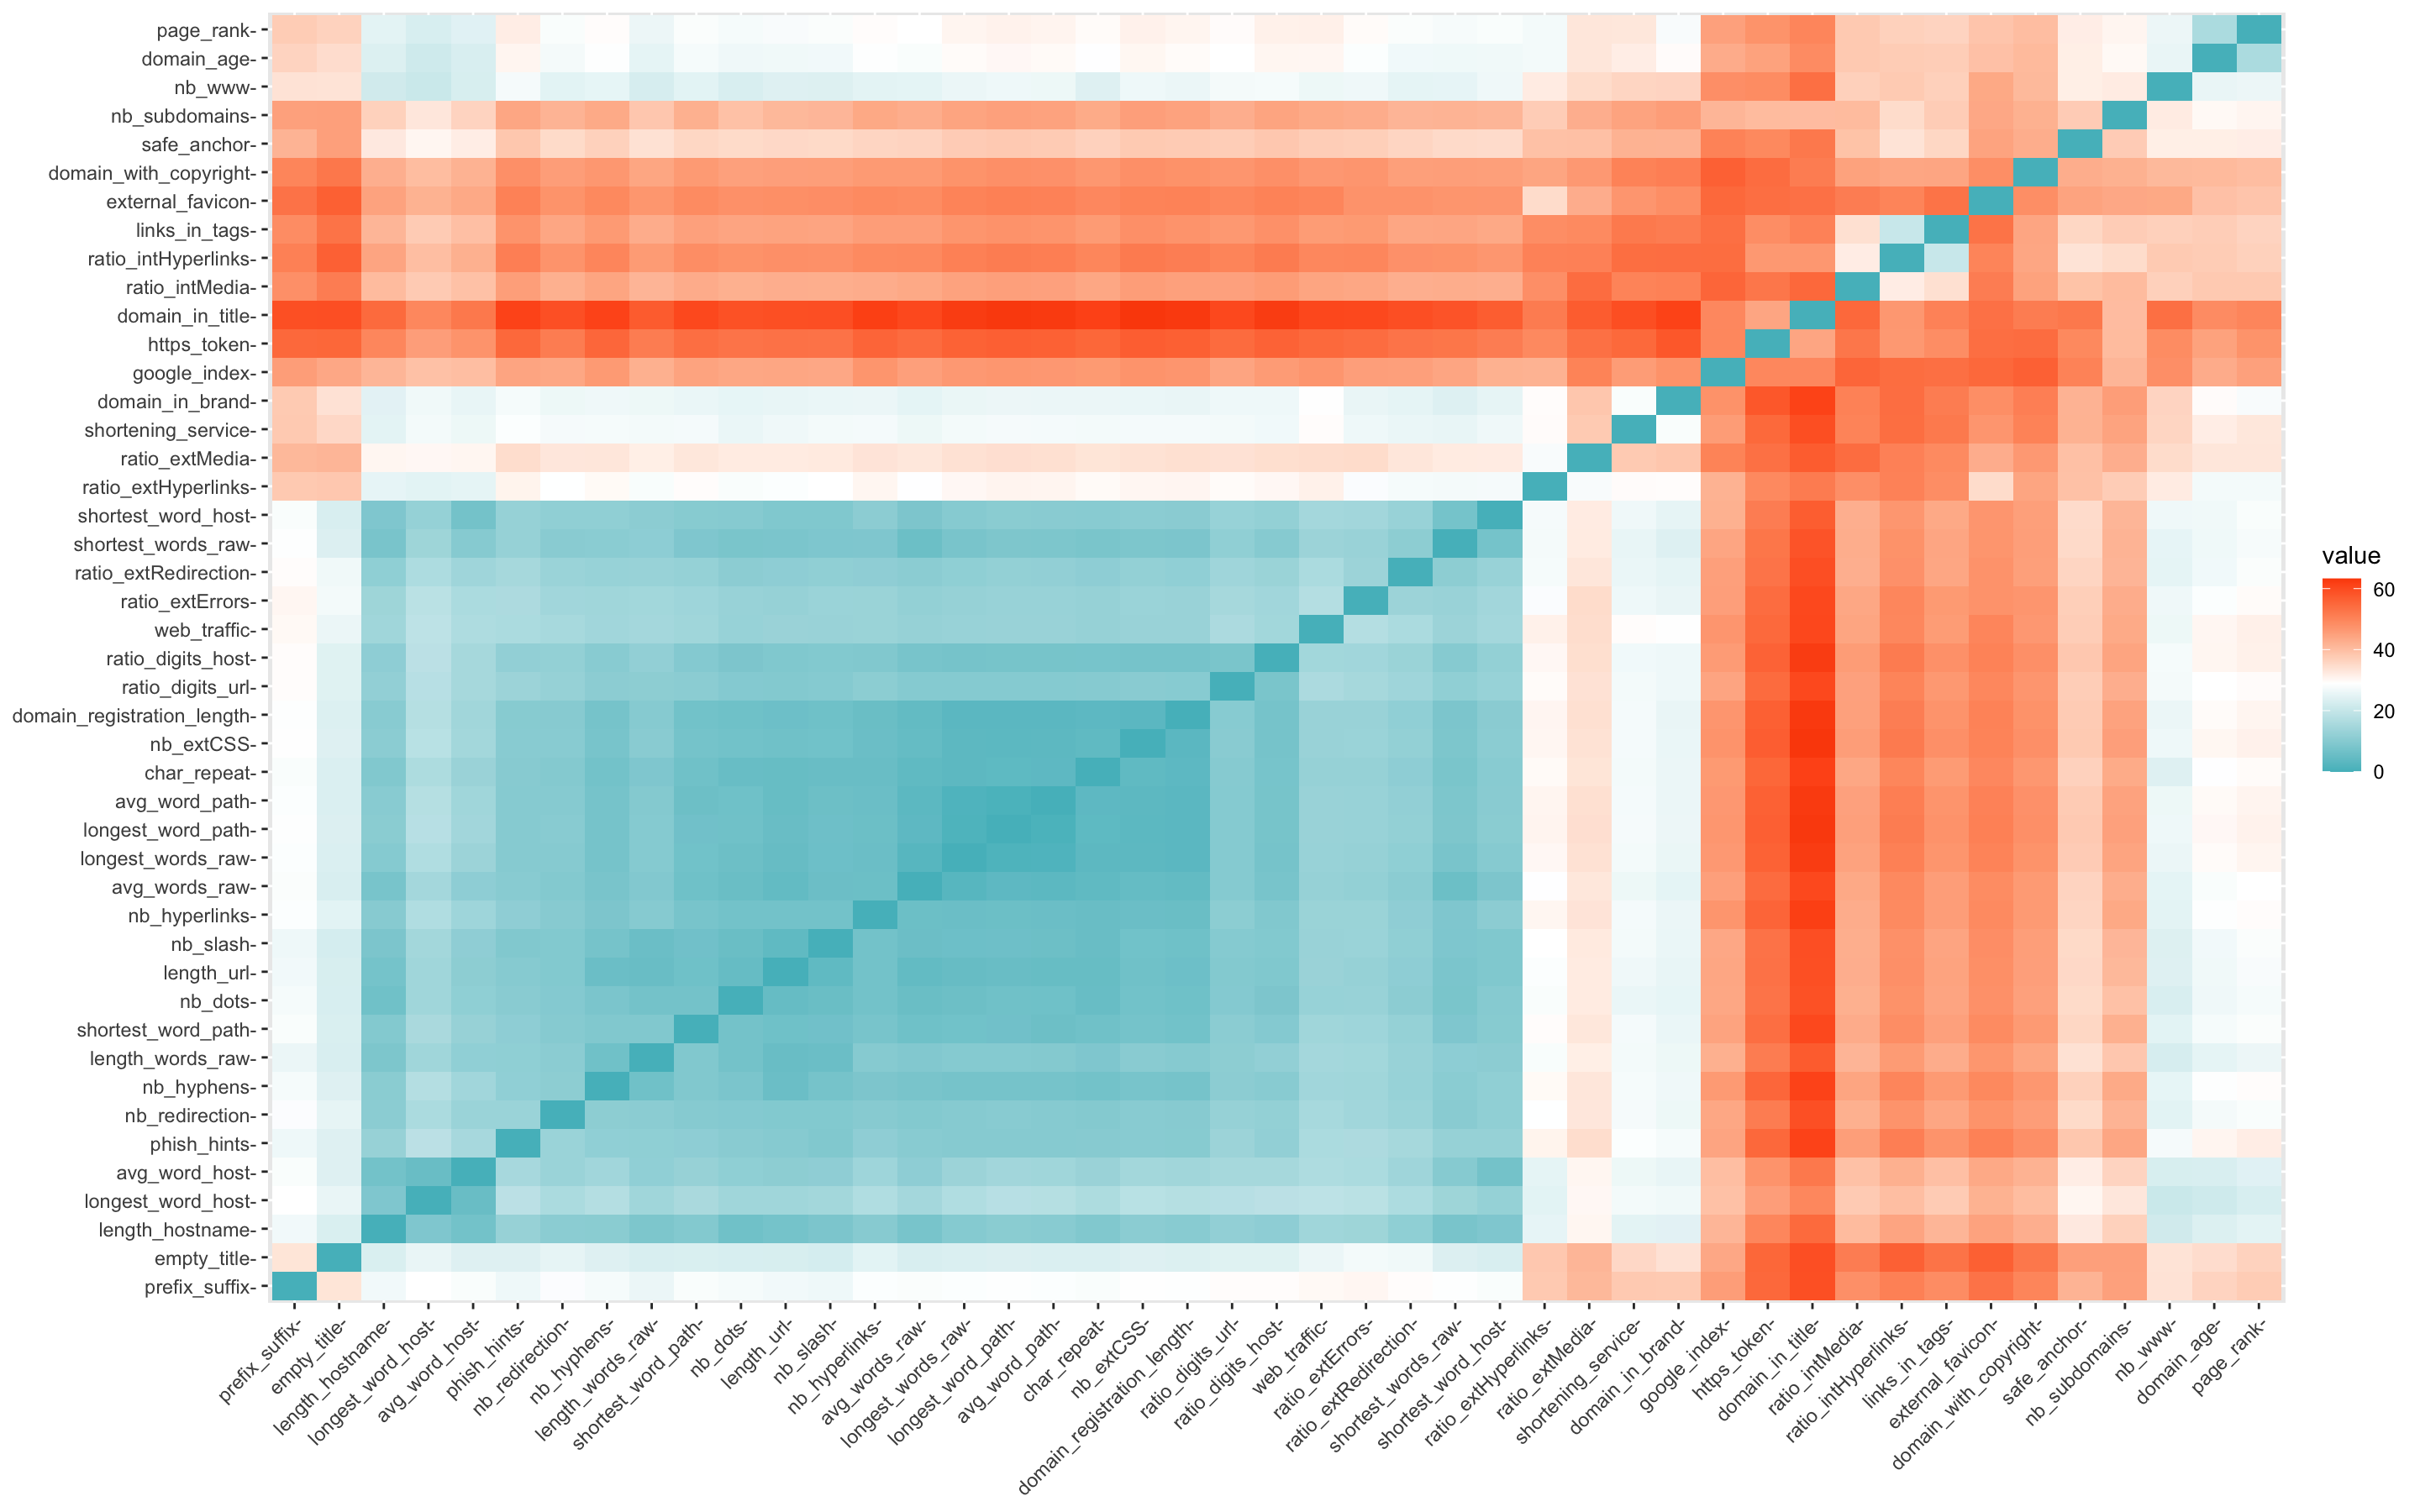 page_rank-
domain_age-
nb_www-
nb_subdomains-
safe_anchor-
domain_with_copyright-
external_favicon-
links_in_tags-
ratio_intHyperlinks-
ratio_intMedia-
domain_in_title-
https_token-
google_index-
domain_in_brand-
shortening_service-
ratio_extMedia-
ratio_extHyperlinks-
shortest_word_host-
shortest_words_raw-
ratio_extRedirection-
ratio_extErrors-
web_traffic-
ratio_digits_host-
ratio_digits_url-
domain_registration_length-
nb_extCSS-
char_repeat-
avg_word_path-
longest_word_path-
longest_words_raw-
avg_words_raw-
nb_hyperlinks-
nb_slash-
length_url-
nb_dots-
shortest_word_path-
length_words_raw-
nb_hyphens-
nb_redirection-
phish_hints-
avg_word_host-
longest_word_host-
length_hostname-
empty_title-
prefix_suffix-
prefix_suffix-
empty_title-
length_hostname-
longest_word_host-
avg_word_host-
phish_hints-
nb_redirection-
nb_hyphens-
length_words_raw-
shortest_word_path-
nb_dots-
length_url-
nb_slash-
nb_hyperlinks-
avg_words_raw-
longest_words_raw-
longest_word_path-
avg_word_path-
char_repeat-
nb_extCSS-
domain_registration_length-
ratio_digits_url-
ratio_digits_host-
web_traffic-
ratio_extErrors-
ratio_extRedirection-
shortest_words_raw-
shortest_word_host-
ratio_extHyperlinks-
ratio_extMedia-
shortening_service-
domain_in_brand-
google_index-
https_token-
domain_in_title-
ratio_intMedia-
ratio_intHyperlinks-
links_in_tags-
external_favicon-
domain_with_copyright-
safe_anchor-
nb_subdomains-
nb_www-
domain_age-
page_rank-
value
60
40
20
0